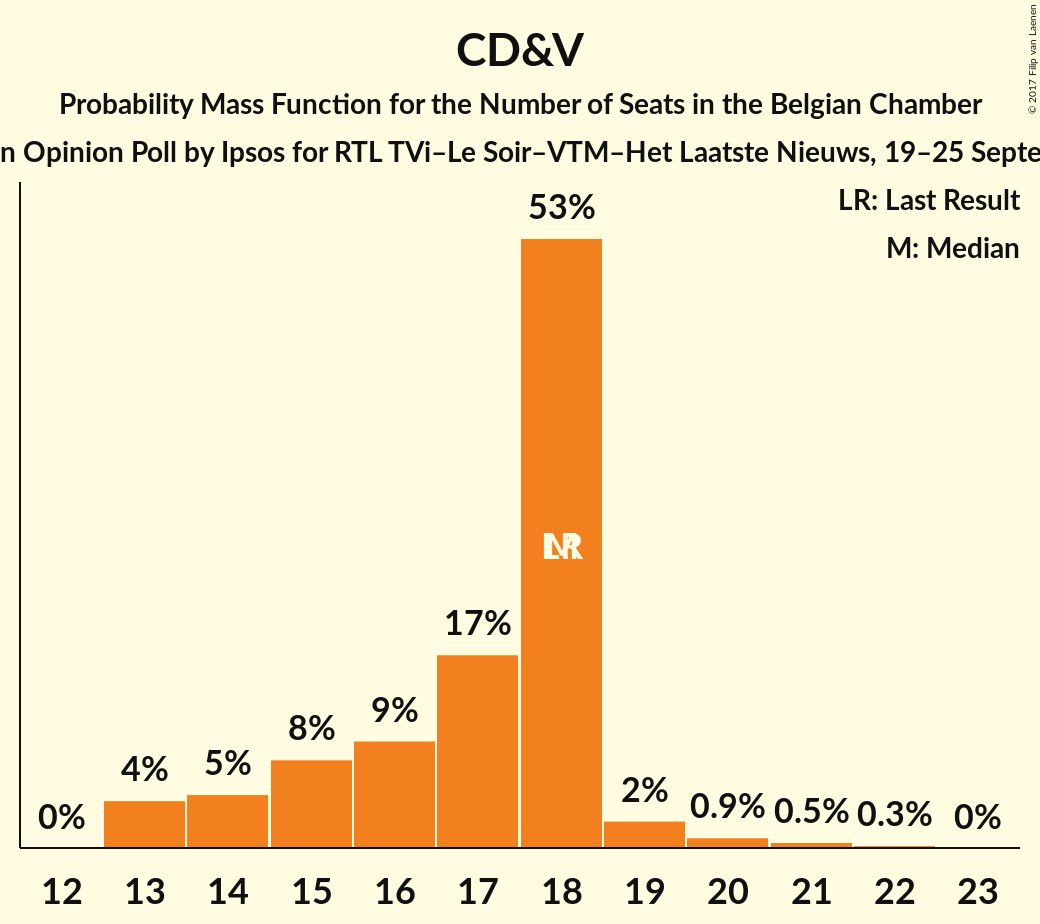 CD&V
Probability Mass Function for the Number of Seats in the Belgian Chamber
n Opinion Poll by Ipsos for RTL TVi–Le Soir–VTM–Het Laatste Nieuws, 19–25 Septe
© 2017 Filip van Laenen
LR: Last Result
M: Median
53%
LR
M
17%
9%
8%
5%
4%
0%
2%
0.9%
0.5%
0.3%
0%
12 13 14 15 16 17 18 19 20 21 22 23